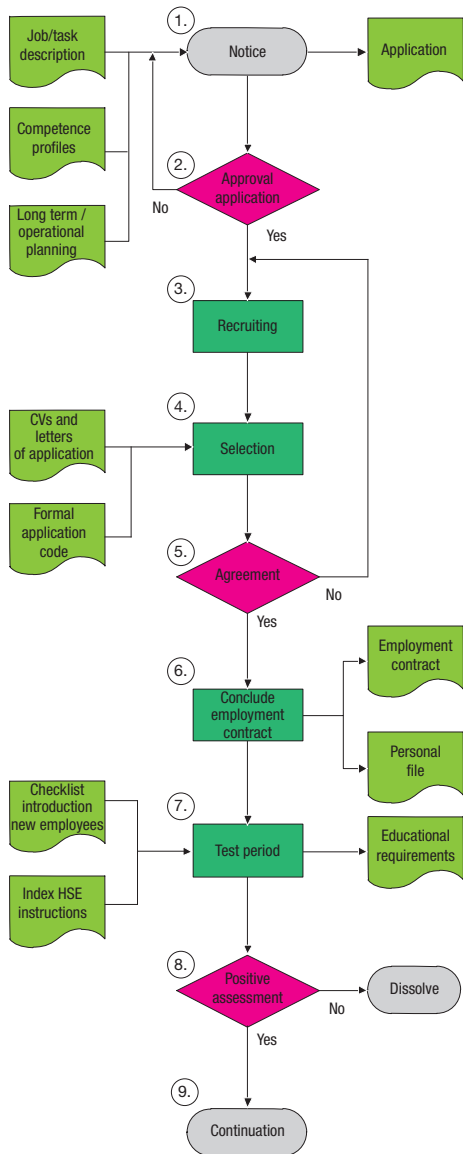 1.
Job/task
description
Notice
Application
Competence
profiles
2.
Approval
application
No
Long term /
operational
planning
Yes
3.
Recruiting
4.
CVs and
letters
of application
Selection
Formal
application
code
5.
Agreement
No
Yes
Employment
contract
6.
Conclude
employment
contract
Personal
file
Checklist
introduction
new employees
7.
Test period
Educational
requirements
Index HSE
instructions
8.
Positive
assessment
Dissolve
No
Yes
9.
Continuation